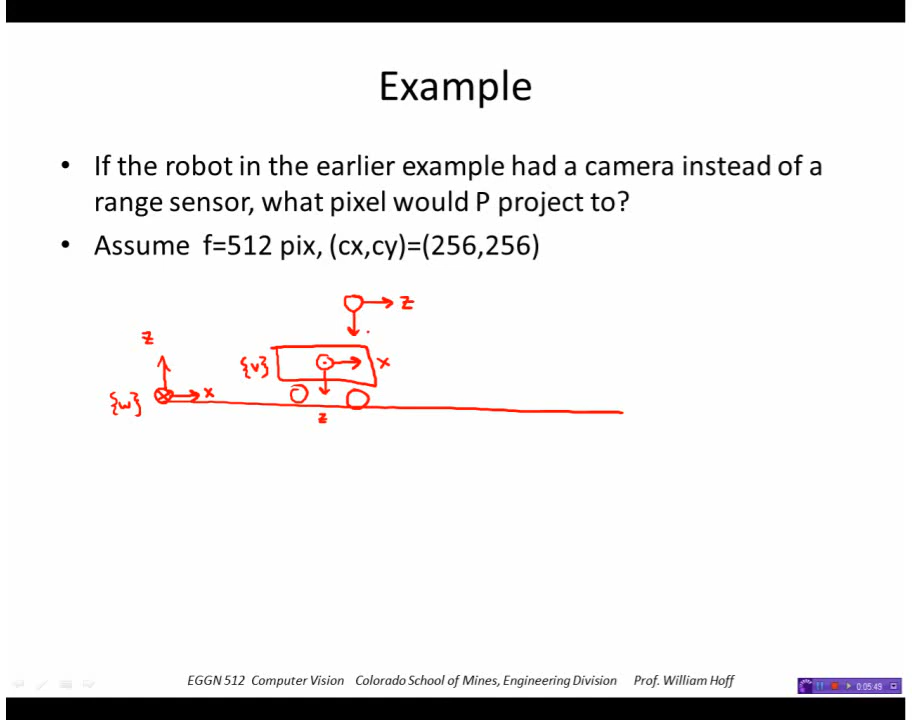 Example
• If the robot in the earlier example had a camera instead of a
range sensor, what pixel would P project to?
• Assume f=512 pix, (cx,cy)=(256,256)
z
z
{v} x
{w} x
z
EGGN 512 Computer Vision Colorado School of Mines, Engineering Division Prof. William Hoff
0:05:49